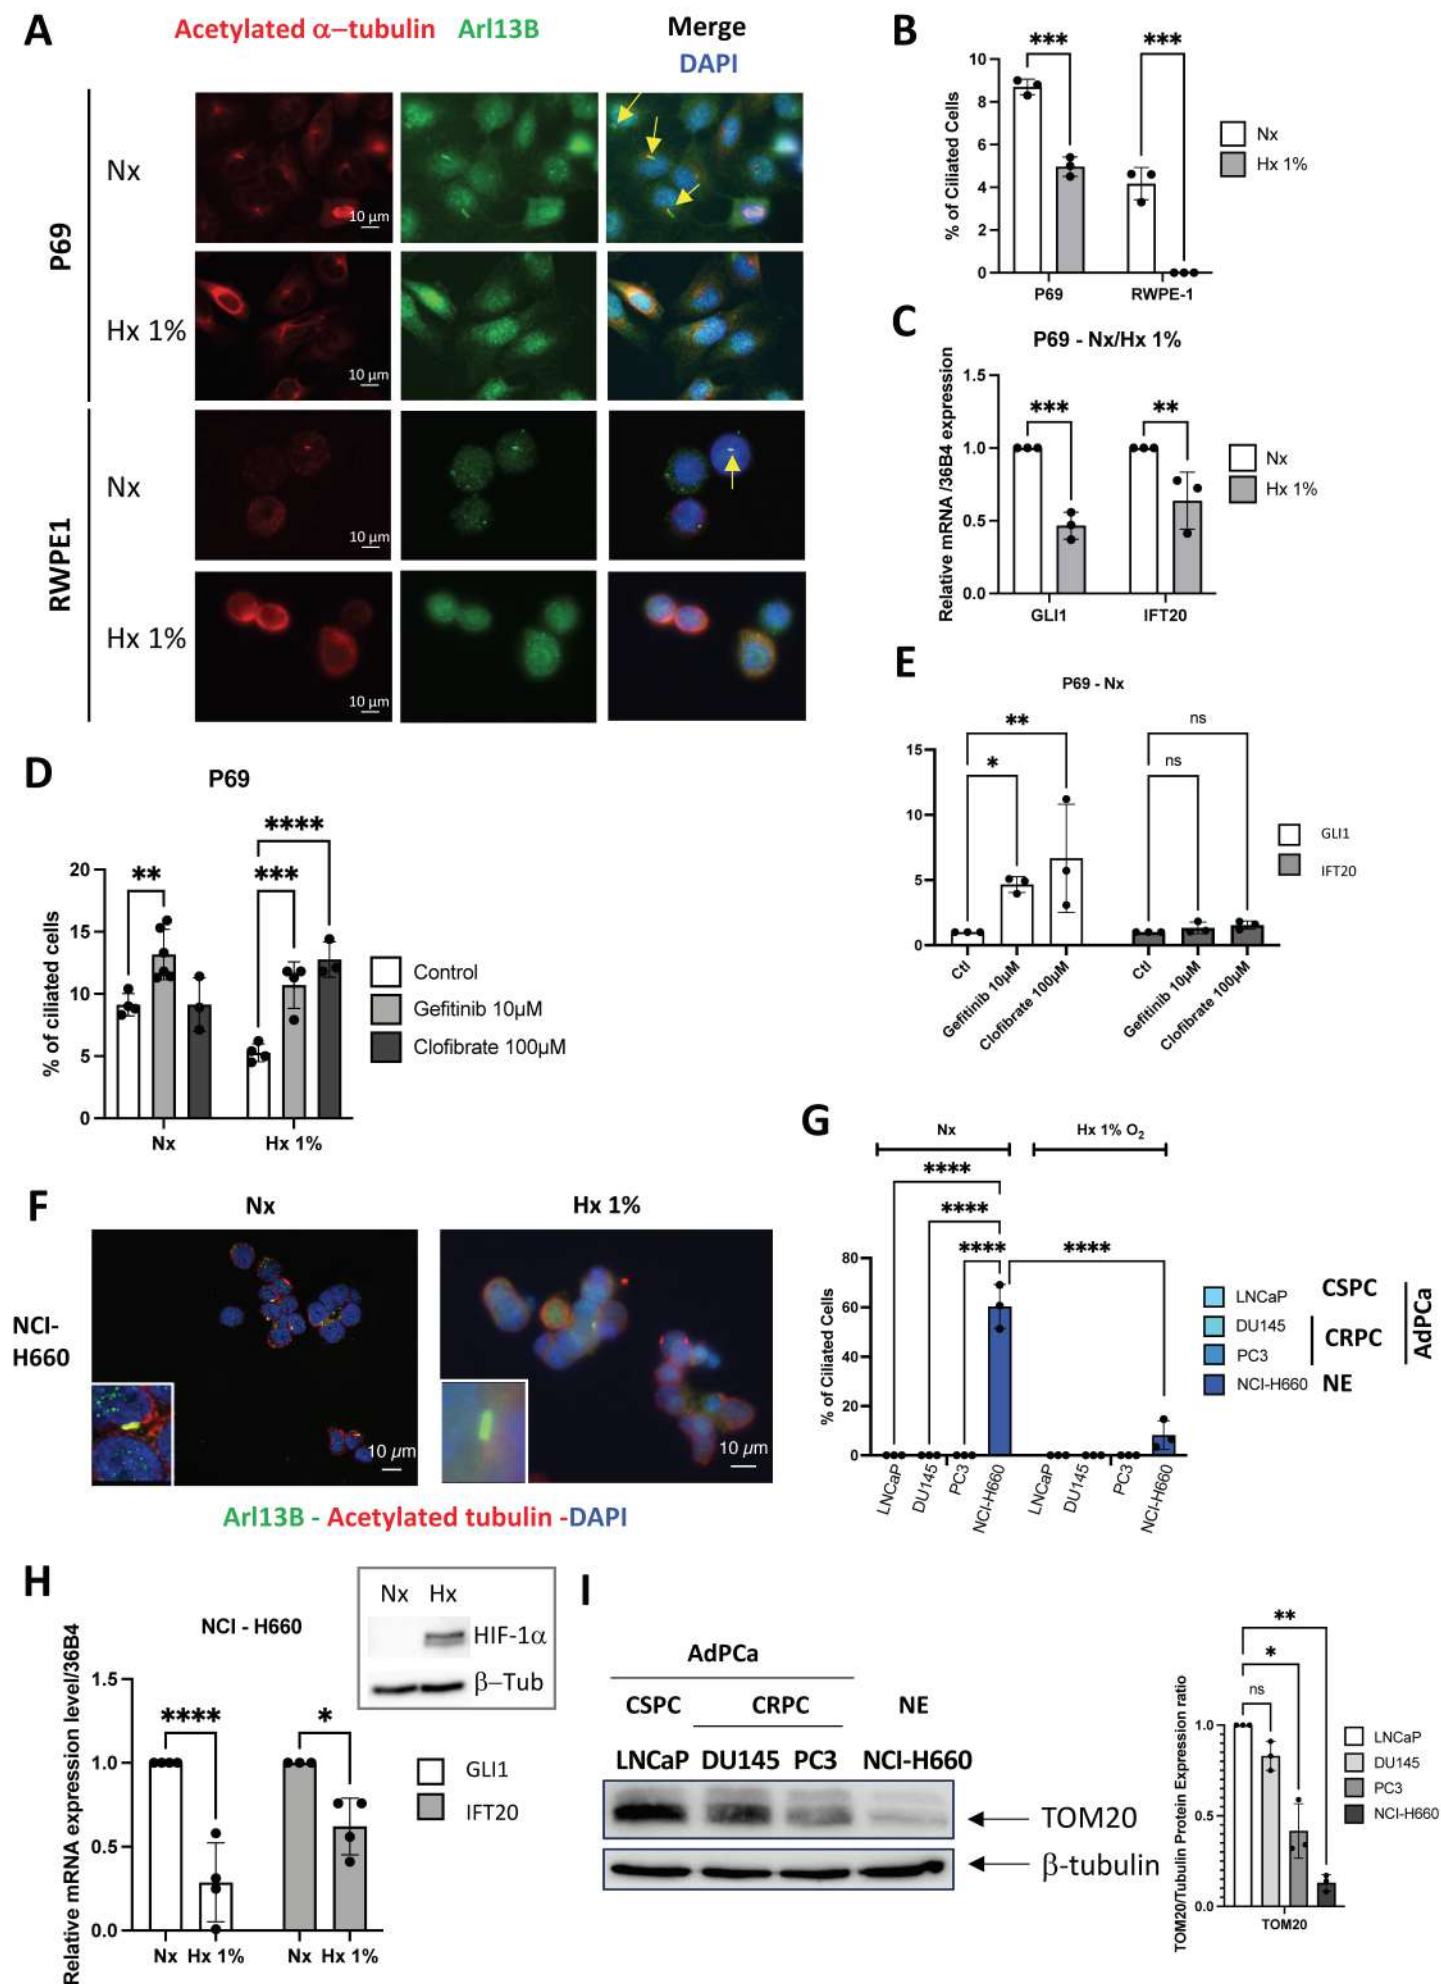 A
Acetylated α–tubulin Arl13B Merge
DAPI
P69
Nx
10 µm
Hx 1%
10 µm
RWPE1
Nx
10 µm
Hx 1%
10 µm
B
*** ***
% of Ciliated Cells
10
8
6
4
2
0
P69 RWPE-1
Nx
Hx 1%
C
P69 - Nx/Hx 1%
Relative mRNA /36B4 expression
1.5
1.0
0.5
0.0
*** **
GLI1 IFT20
Nx
Hx 1%
D
P69
% of ciliated cells
20
15
10
5
0
** *** ****
Nx Hx 1%
Control
Gefitinib 10µM
Clofibrate 100µM
E
P69 - Nx
15
10
5
0
* ** ns ns
Ctl Gefitinib 10µM Clofibrate 100µM Ctl Gefitinib 10µM Clofibrate 100µM
GLI1
IFT20
F
Nx Hx 1%
NCI-
H660
10 µm 10 µm
Arl13B - Acetylated tubulin -DAPI
G
Nx Hx 1% O2
****
****
**** ****
% of Ciliated Cells
80
60
40
20
0
LNCaP DU145 PC3 NCI-H660 LNCaP DU145 PC3 NCI-H660
LNCaP CSPC
DU145
PC3 CRPC
NCI-H660 NE
AdPCa
H
NCI - H660
Nx Hx
HIF-1α
β–Tub
Relative mRNA expression level/36B4
1.5
1.0
0.5
0.0
**** *
Nx Hx 1% Nx Hx 1%
GLI1
IFT20
I
AdPCa
CSPC CRPC NE
LNCaP DU145 PC3 NCI-H660
TOM20
β-tubulin
TOM20/Tubulin Protein Expression ratio
1.0
0.5
0.0
**
*
ns
TOM20
LNCaP
DU145
PC3
NCI-H660